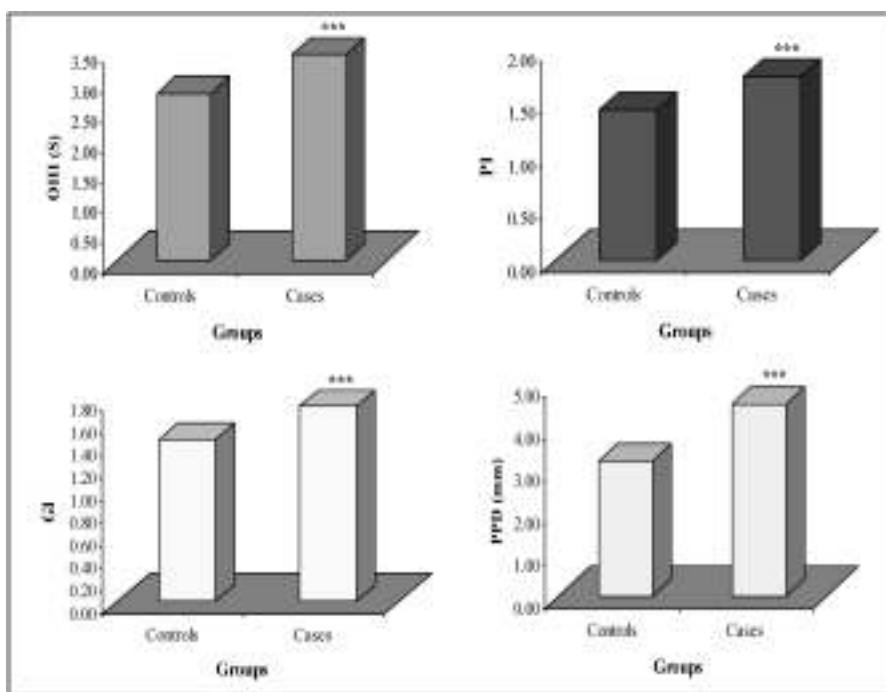 ***
3.50
3.00
2.50
2.00
1.50
1.00
0.50
0.00
OHI (S)
Controls Cases
Groups
***
2.00
1.50
1.00
0.50
0.00
PI
Controls Cases
Groups
***
1.80
1.60
1.40
1.20
1.00
0.80
0.60
0.40
0.20
0.00
GI
Controls Cases
Groups
***
5.00
4.00
3.00
2.00
1.00
0.00
PPD (mm)
Controls Cases
Groups